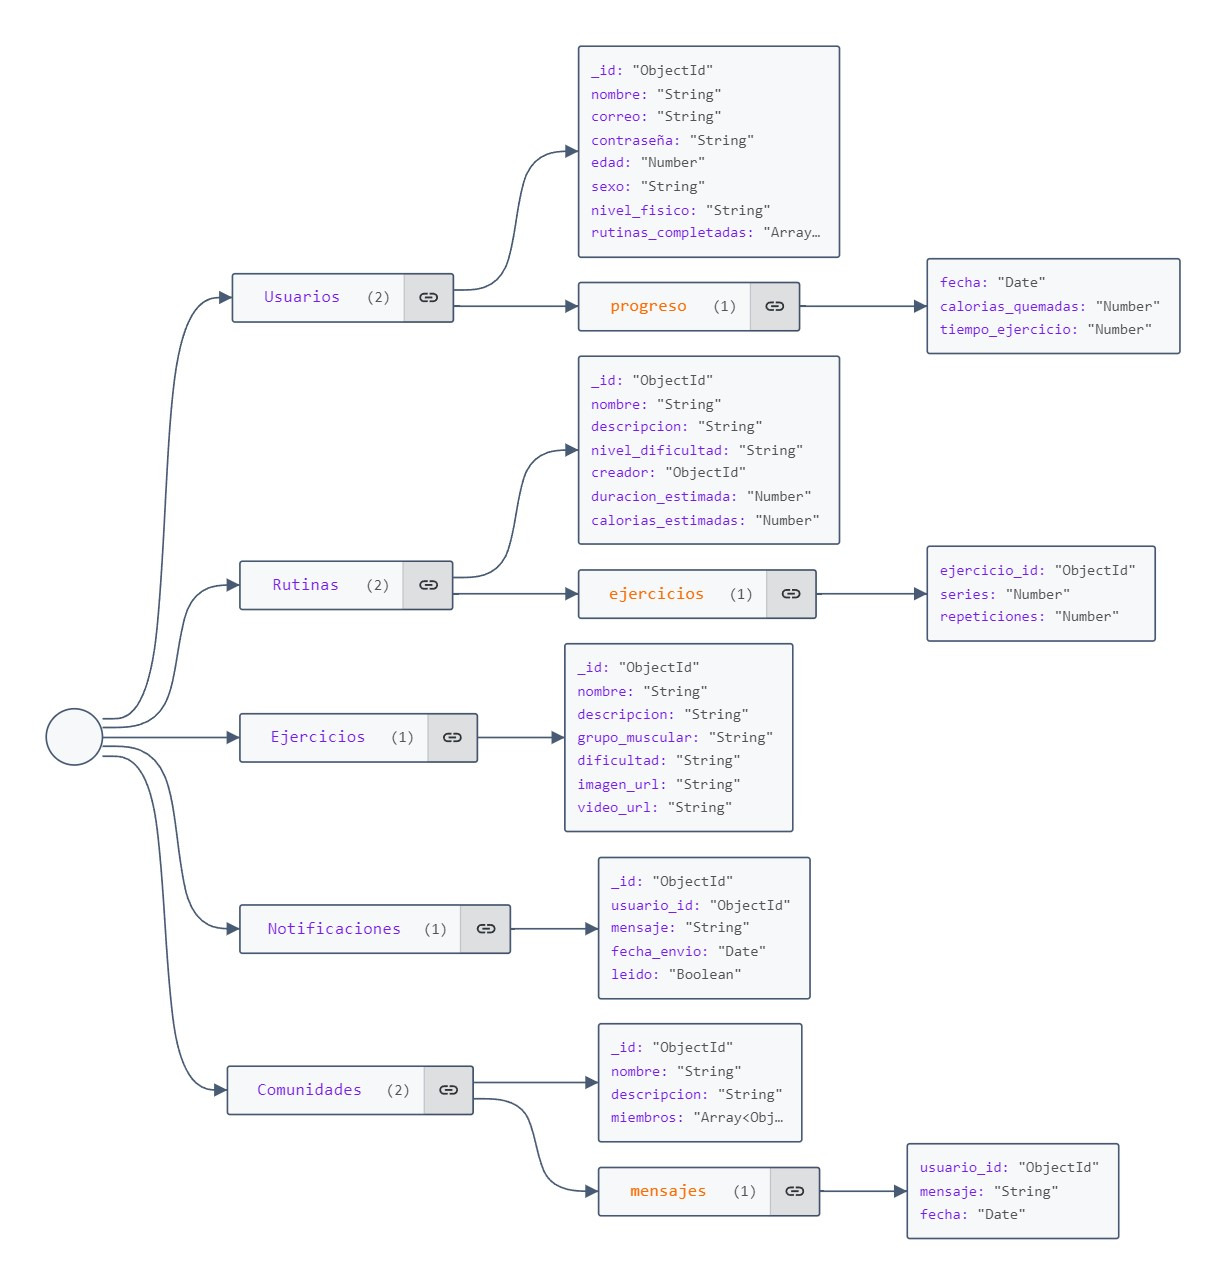 _id: "ObjectId"
nombre: "String"
correo: "String"
contraseña: "String"
edad: "Number"
sexo: "String"
nivel_fisico: "String"
rutinas_completadas: "Array…
Usuarios (2)
progreso (1)
fecha: "Date"
calorias_quemadas: "Number"
tiempo_ejercicio: "Number"
_id: "ObjectId"
nombre: "String"
descripcion: "String"
nivel_dificultad: "String"
creador: "ObjectId"
duracion_estimada: "Number"
calorias_estimadas: "Number"
Rutinas (2)
ejercicios (1)
ejercicio_id: "ObjectId"
series: "Number"
repeticiones: "Number"
Ejercicios (1)
_id: "ObjectId"
nombre: "String"
descripcion: "String"
grupo_muscular: "String"
dificultad: "String"
imagen_url: "String"
video_url: "String"
Notificaciones (1)
_id: "ObjectId"
usuario_id: "ObjectId"
mensaje: "String"
fecha_envio: "Date"
leido: "Boolean"
Comunidades (2)
_id: "ObjectId"
nombre: "String"
descripcion: "String"
miembros: "Array<Obj…
mensajes (1)
usuario_id: "ObjectId"
mensaje: "String"
fecha: "Date"